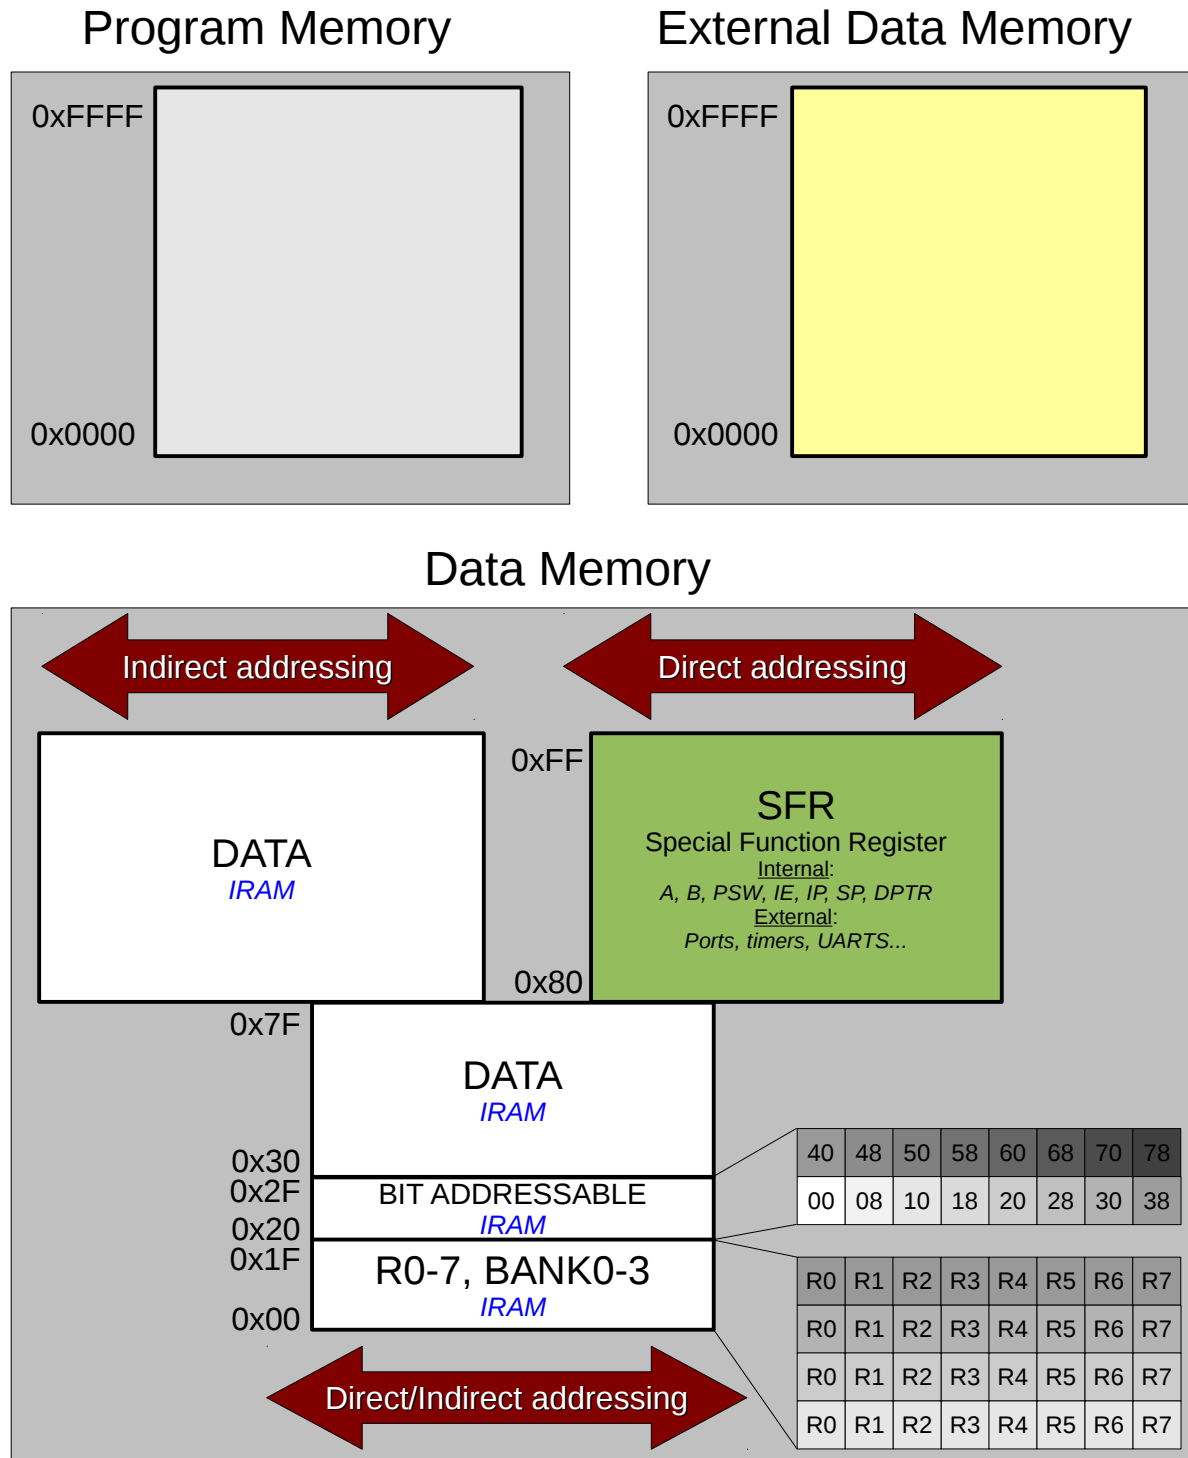 Program Memory
External Data Memory
0xFFFF
0x0000
0xFFFF
0x0000
Data Memory
Indirect addressing
Direct addressing
DATA
IRAM
0xFF
0x80
SFR
Special Function Register
Internal:
A, B, PSW, IE, IP, SP, DPTR
External:
Ports, timers, UARTS...
0x7F
0x30
DATA
IRAM
0x2F
0x20
BIT ADDRESSABLE
IRAM
0x1F
0x00
R0-7, BANK0-3
IRAM
40 48 50 58 60 68 70 78
00 08 10 18 20 28 30 38
R0 R1 R2 R3 R4 R5 R6 R7
R0 R1 R2 R3 R4 R5 R6 R7
R0 R1 R2 R3 R4 R5 R6 R7
R0 R1 R2 R3 R4 R5 R6 R7
Direct/Indirect addressing